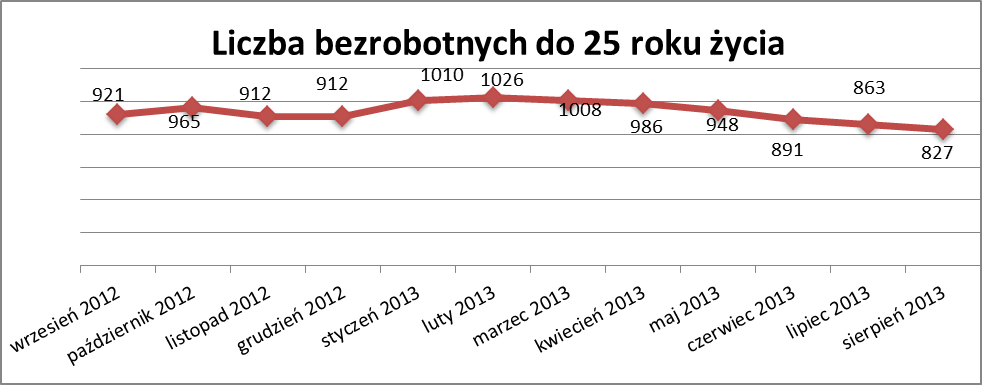 Liczba bezrobotnych do 25 roku życia
921
965
912
912
1010
1026
1008
986
948
891
863
827
wrzesień 2012
październik 2012
listopad 2012
grudzień 2012
styczeń 2013
luty 2013
marzec 2013
kwiecień 2013
maj 2013
czerwiec 2013
lipiec 2013
sierpień 2013